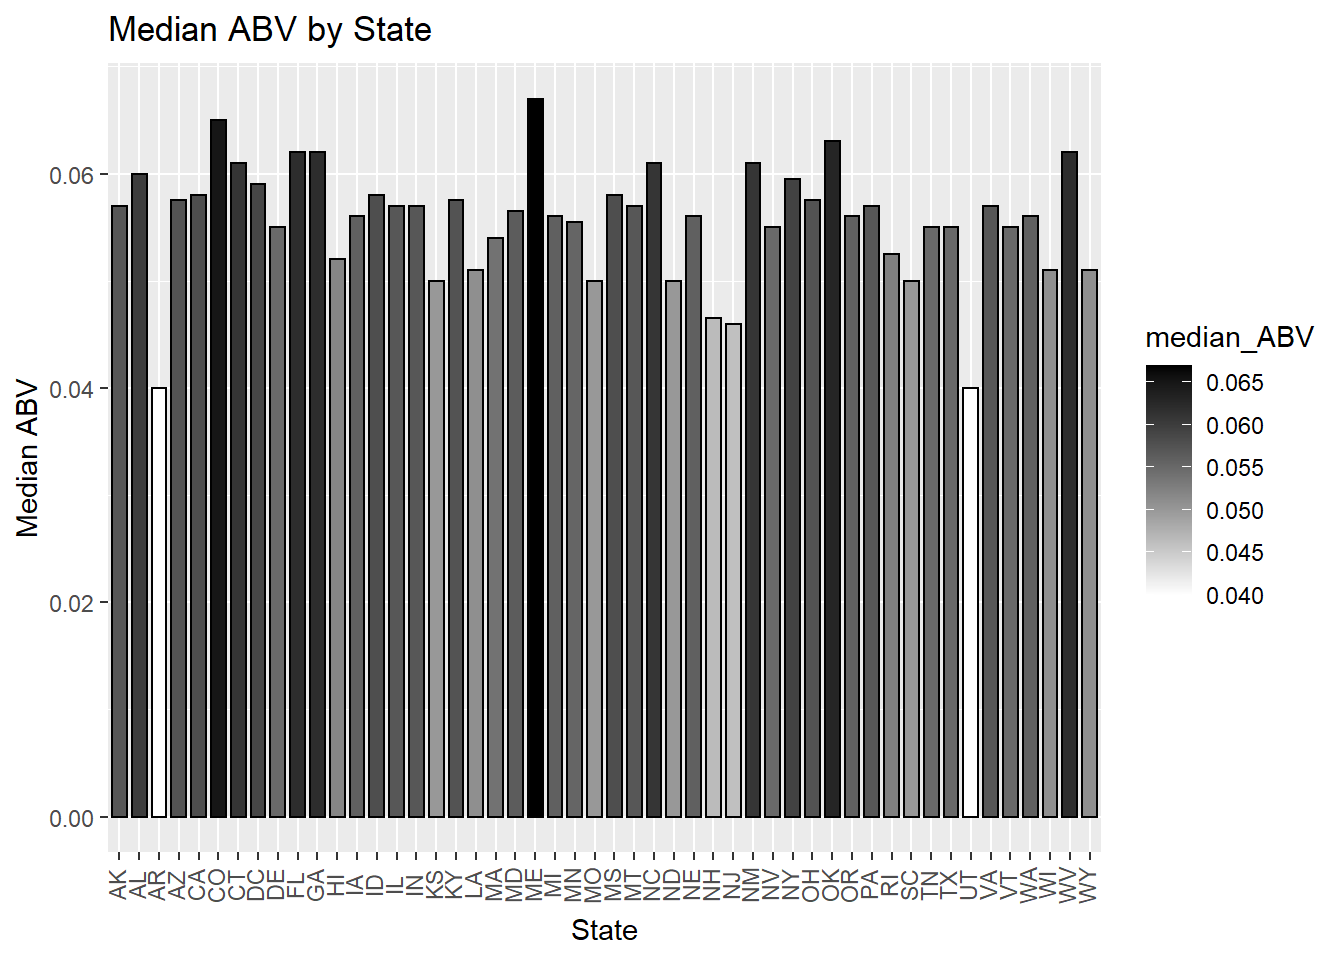 Median ABV by State
Median ABV
0.06
0.04
0.02
0.00
AK AL AR AZ CA CO CT DC DE FL GA HI IA ID IL IN KS KY LA MA MD ME MI MN MO MS MT NC ND NE NH NJ NM NV NY OH OK OR PA RI SC TN TX UT VA VT WA WI WV WY
State
median_ABV
0.065
0.060
0.055
0.050
0.045
0.040